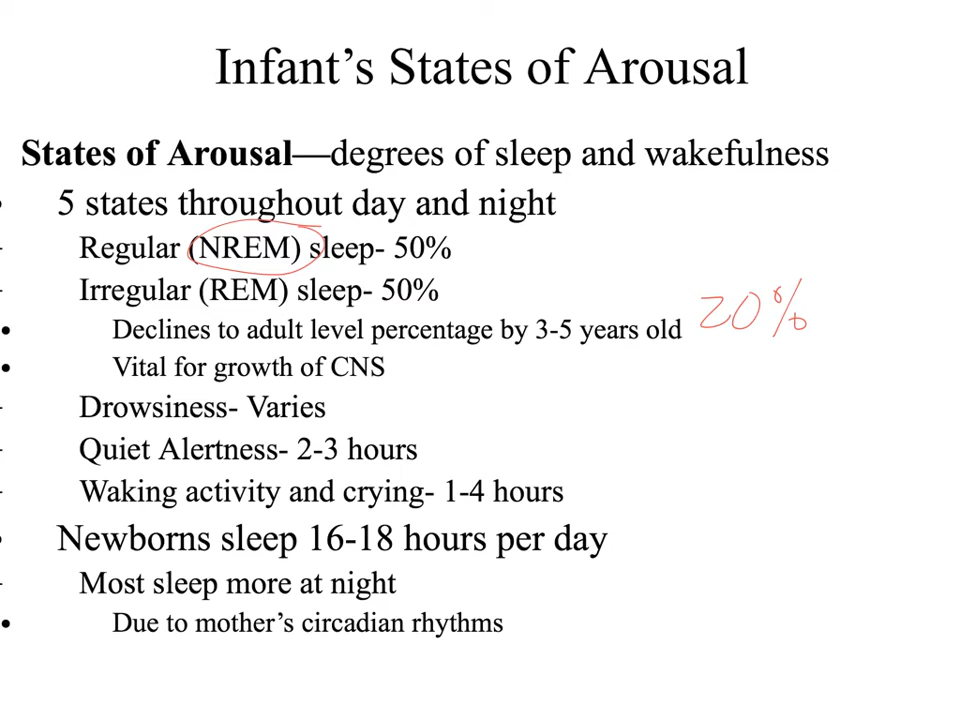 Infant's States of Arousal
States of Arousal—degrees of sleep and wakefulness
• 5 states throughout day and night
- Regular (NREM) sleep- 50%
- Irregular (REM) sleep- 50%
• Declines to adult level percentage by 3-5 years old 20%
• Vital for growth of CNS
- Drowsiness- Varies
- Quiet Alertness- 2-3 hours
- Waking activity and crying- 1-4 hours
• Newborns sleep 16-18 hours per day
- Most sleep more at night
• Due to mother's circadian rhythms